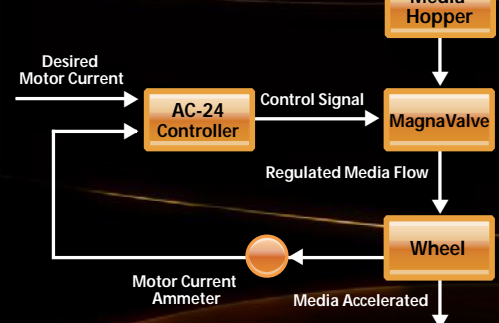 Media
Hopper
Desired
Motor Current
AC-24
Controller
Control Signal
MagnaValve
Regulated Media Flow
Wheel
Motor Current
Ammeter
Media Accelerated